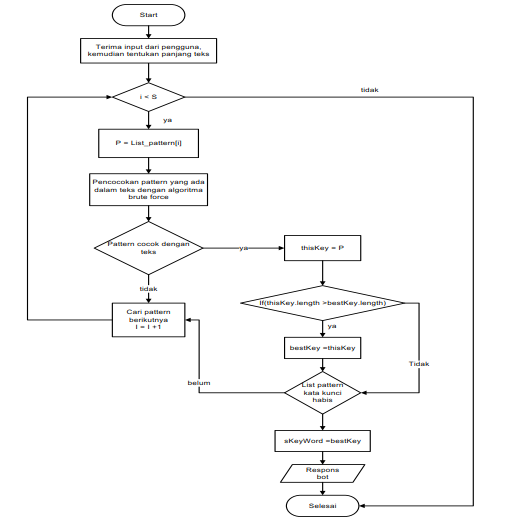 Start
Terima input dari pengguna,
kemudian tentukan panjang teks
i < S
tidak
ya
P = List_pattern[i]
Pencocokan pattern yang ada
dalam teks dengan algoritma
brute force
Pattern cocok dengan
teks
ya
thisKey = P
tidak
If(thisKey.length >bestKey.length)
Cari pattern
berikutnya
I = I +1
ya
bestKey =thisKey
Tidak
belum
List pattern
kata kunci
habis
sKeyWord =bestKey
Respons
bot
Selesai